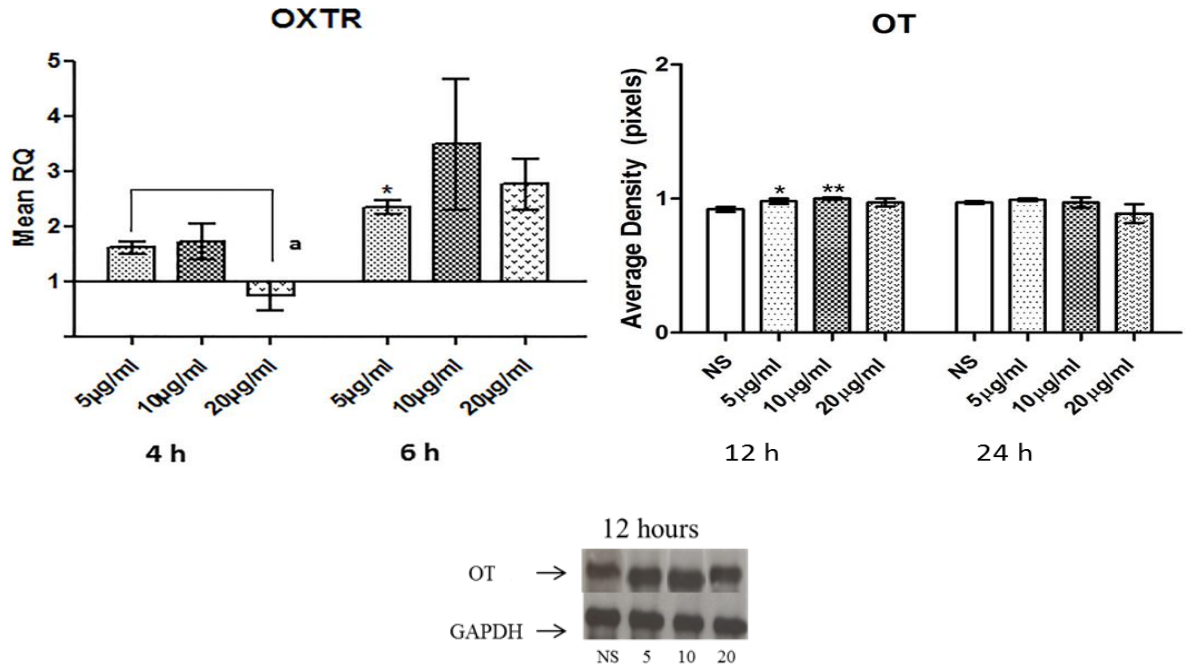 OXTR
Mean RQ
5
4
3
2
1
*
a
5µg/ml
10µg/ml
20µg/ml
5µg/ml
10µg/ml
20µg/ml
4 h
6 h
OT
Average Density (pixels)
2
1
0
*
**
NS
5µg/ml
10µg/ml
20µg/ml
NS
5µg/ml
10µg/ml
20µg/ml
12 h
24 h
12 hours
OT
GAPDH
NS 5 10 20